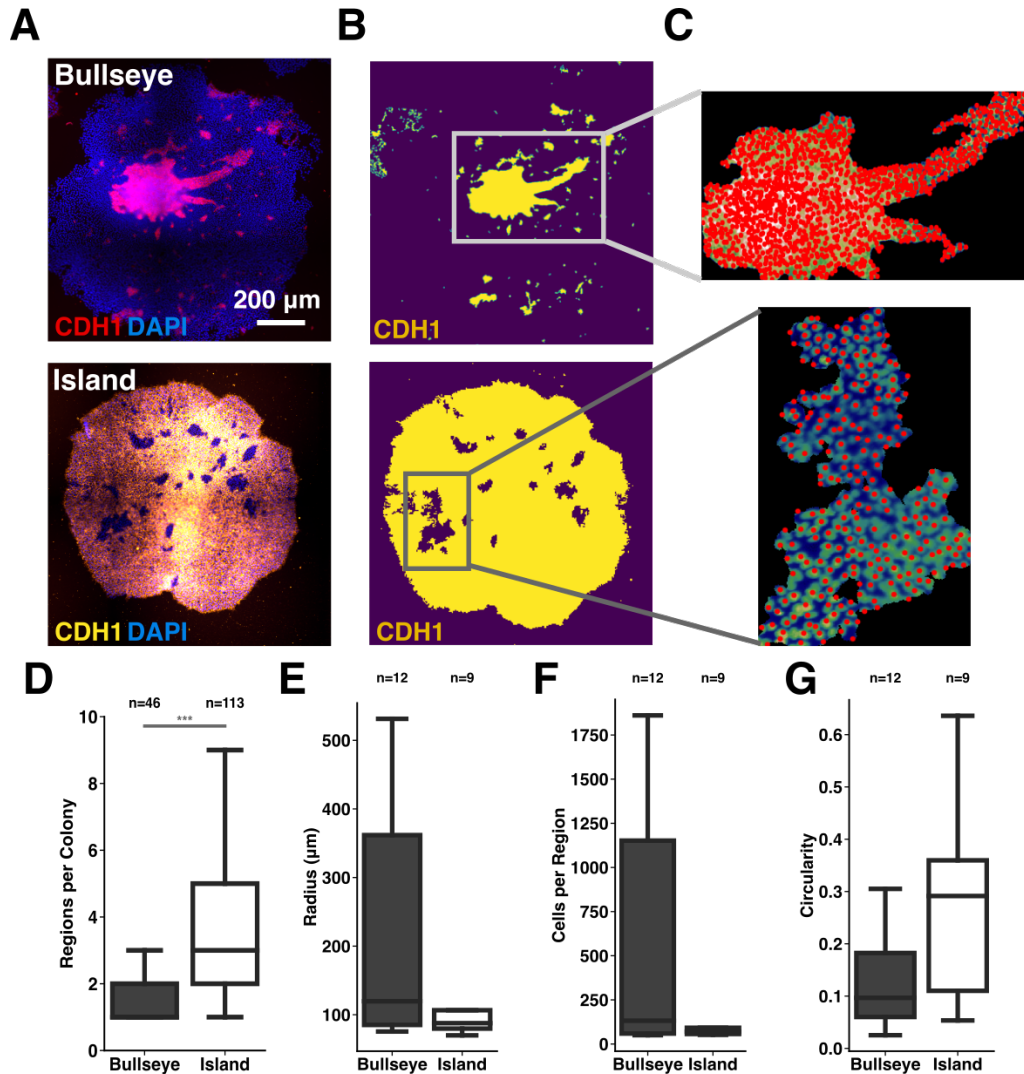 A
B
C
Bullseye
200 µm
CDH1 DAPI
CDH1
Island
CDH1 DAPI
CDH1
D
n=46
n=113
***
Regions per Colony
10
8
6
4
2
0
Bullseye
Island
E
n=12
n=9
Radius (µm)
500
400
300
200
100
Bullseye
Island
F
n=12
n=9
Cells per Region
1750
1500
1250
1000
750
500
250
0
Bullseye
Island
G
n=12
n=9
Circularity
0.6
0.5
0.4
0.3
0.2
0.1
0.0
Bullseye
Island